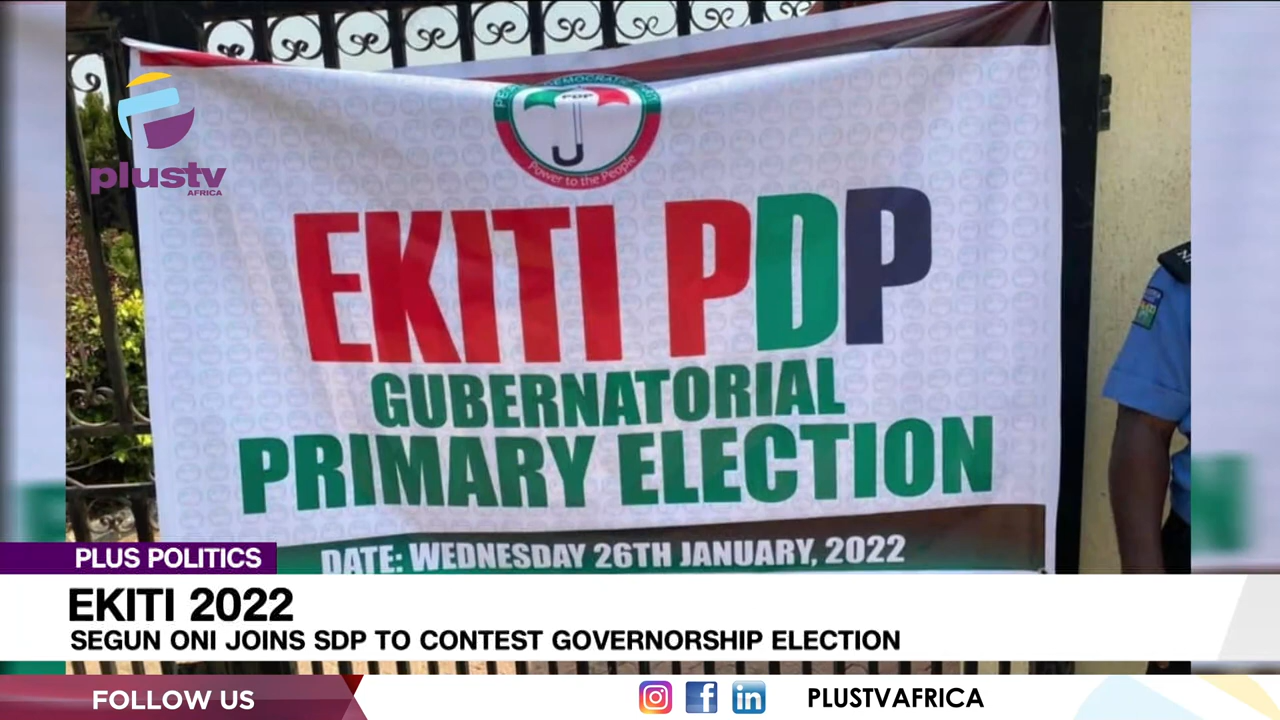 plustv
AFRICA
PEOPLES DEMOCRATIC PARTY
PDP
Power to the People
EKITI PDP
GUBERNATORIAL
PRIMARY ELECTION
DATE: WEDNESDAY 26TH JANUARY, 2022
PLUS POLITICS
EKITI 2022
SEGUN ONI JOINS SDP TO CONTEST GOVERNORSHIP ELECTION
FOLLOW US
PLUSTVAFRICA